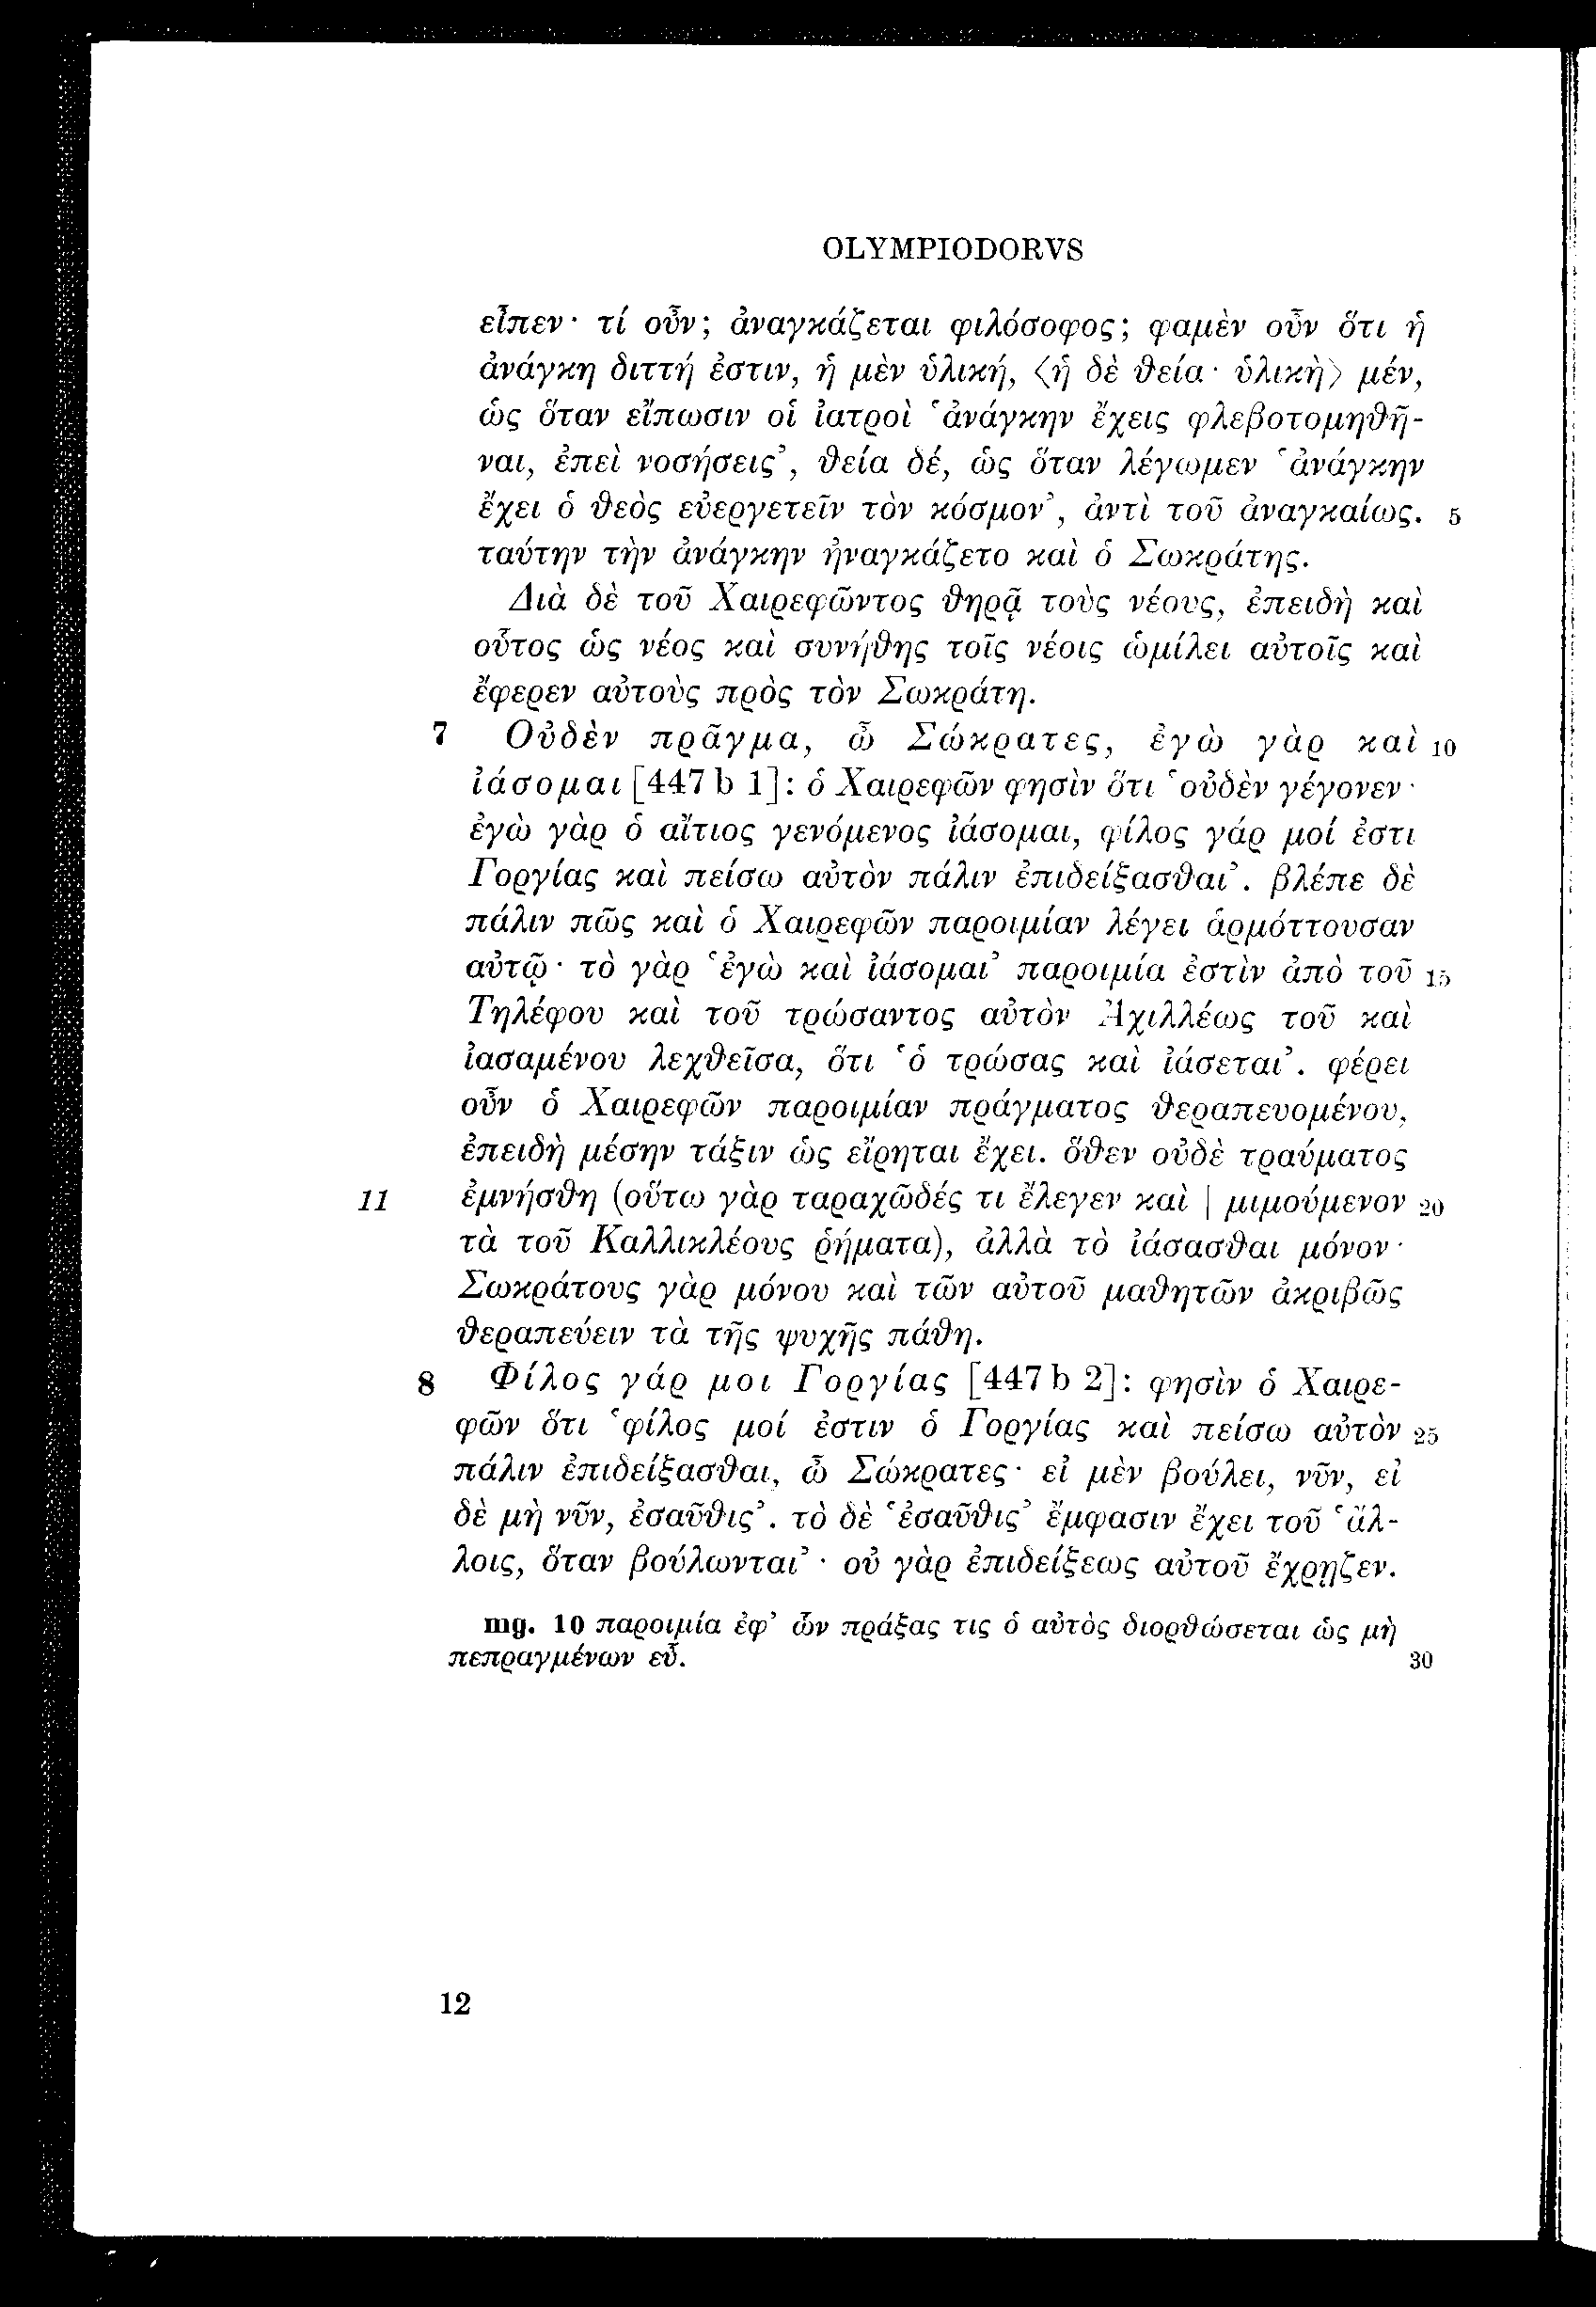 OLYMPIODORVS
εἶπεν· τί οὖν; ἀναγκάζεται φιλόσοφος; φαμὲν οὖν ὅτι ἡ
ἀνάγκη διττή ἐστιν, ἡ μὲν ὑλική, ⟨ἡ δὲ θεία· ὑλικὴ⟩ μέν,
ὡς ὅταν εἴπωσιν οἱ ἰατροὶ ‘ἀνάγκην ἔχεις φλεβοτομηθῆ-
ναι, ἐπεὶ νοσήσεις’, θεία δέ, ὡς ὅταν λέγωμεν ‘ἀνάγκην
ἔχει ὁ θεὸς εὐεργετεῖν τὸν κόσμον’, ἀντὶ τοῦ ἀναγκαίως. 5
ταύτην τὴν ἀνάγκην ἠναγκάζετο καὶ ὁ Σωκράτης.
Διὰ δὲ τοῦ Χαιρεφῶντος θηρᾷ τοὺς νέους, ἐπειδὴ καὶ
οὗτος ὡς νέος καὶ συνήθης τοῖς νέοις ὡμίλει αὐτοῖς καὶ
ἔφερεν αὐτοὺς πρὸς τὸν Σωκράτη.
7 Οὐδὲν πρᾶγμα, ὦ Σώκρατες, ἐγὼ γὰρ καὶ 10
ἰάσομαι [447 b 1]: ὁ Χαιρεφῶν φησὶν ὅτι ‘οὐδὲν γέγονεν·
ἐγὼ γὰρ ὁ αἴτιος γενόμενος ἰάσομαι, φίλος γάρ μοί ἐστι
Γοργίας καὶ πείσω αὐτὸν πάλιν ἐπιδείξασθαι’. βλέπε δὲ
πάλιν πῶς καὶ ὁ Χαιρεφῶν παροιμίαν λέγει ἁρμόττουσαν
αὐτῷ· τὸ γὰρ ‘ἐγὼ καὶ ἰάσομαι’ παροιμία ἐστὶν ἀπὸ τοῦ 15
Τηλέφου καὶ τοῦ τρώσαντος αὐτὸν Ἀχιλλέως τοῦ καὶ
ἰασαμένου λεχθεῖσα, ὅτι ‘ὁ τρώσας καὶ ἰάσεται’. φέρει
οὖν ὁ Χαιρεφῶν παροιμίαν πράγματος θεραπευομένου,
ἐπειδὴ μέσην τάξιν ὡς εἴρηται ἔχει. ὅθεν οὐδὲ τραύματος
11 ἐμνήσθη (οὕτω γὰρ ταραχῶδές τι ἔλεγεν καὶ | μιμούμενον 20
τὰ τοῦ Καλλικλέους ῥήματα), ἀλλὰ τὸ ἰάσασθαι μόνον·
Σωκράτους γὰρ μόνου καὶ τῶν αὐτοῦ μαθητῶν ἀκριβῶς
θεραπεύειν τὰ τῆς ψυχῆς πάθη.
8 Φίλος γάρ μοι Γοργίας [447 b 2]: φησὶν ὁ Χαιρε-
φῶν ὅτι ‘φίλος μοί ἐστιν ὁ Γοργίας καὶ πείσω αὐτὸν 25
πάλιν ἐπιδείξασθαι, ὦ Σώκρατες· εἰ μὲν βούλει, νῦν, εἰ
δὲ μὴ νῦν, ἐσαῦθις’. τὸ δὲ ‘ἐσαῦθις’ ἔμφασιν ἔχει τοῦ ‘ἄλ-
λοις, ὅταν βούλωνται’· οὐ γὰρ ἐπιδείξεως αὐτοῦ ἔχρῃζεν.
mg. 10 παροιμία ἐφ’ ὧν πράξας τις ὁ αὐτὸς διορθώσεται ὡς μὴ
πεπραγμένων εὖ. 30
12